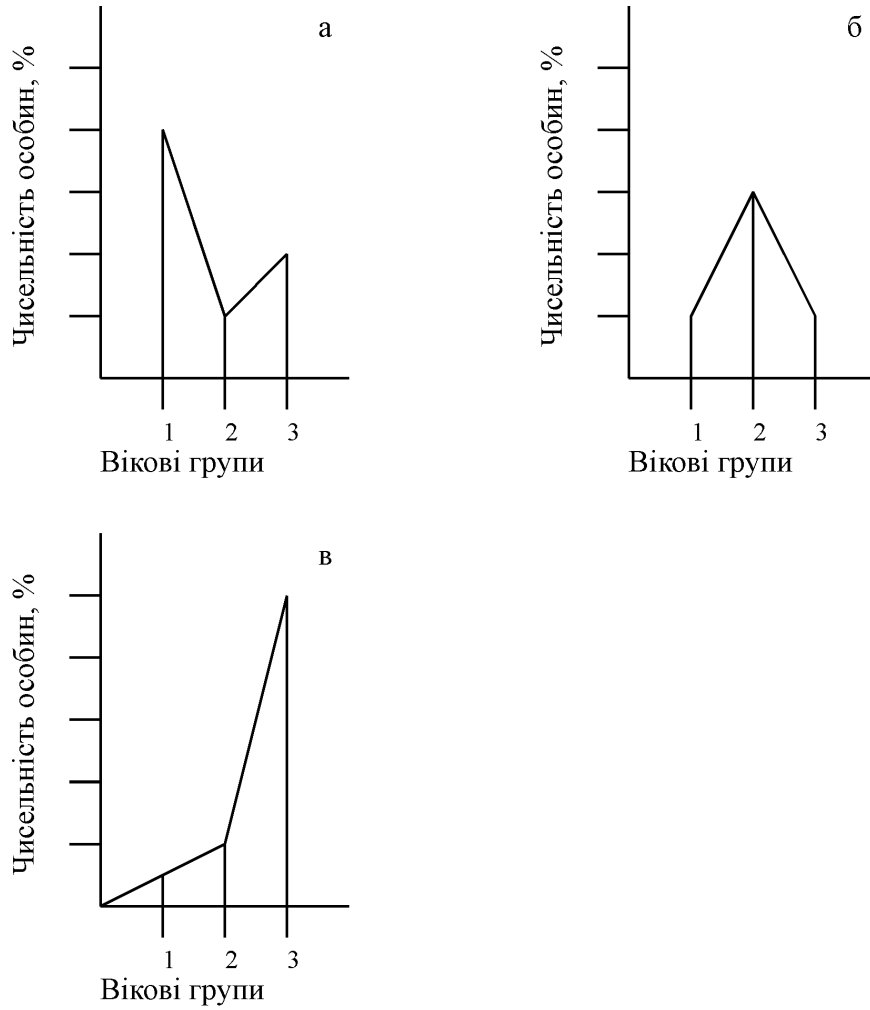 а
Чисельність особин, %
1 2 3
Вікові групи
б
Чисельність особин, %
1 2 3
Вікові групи
в
Чисельність особин, %
1 2 3
Вікові групи